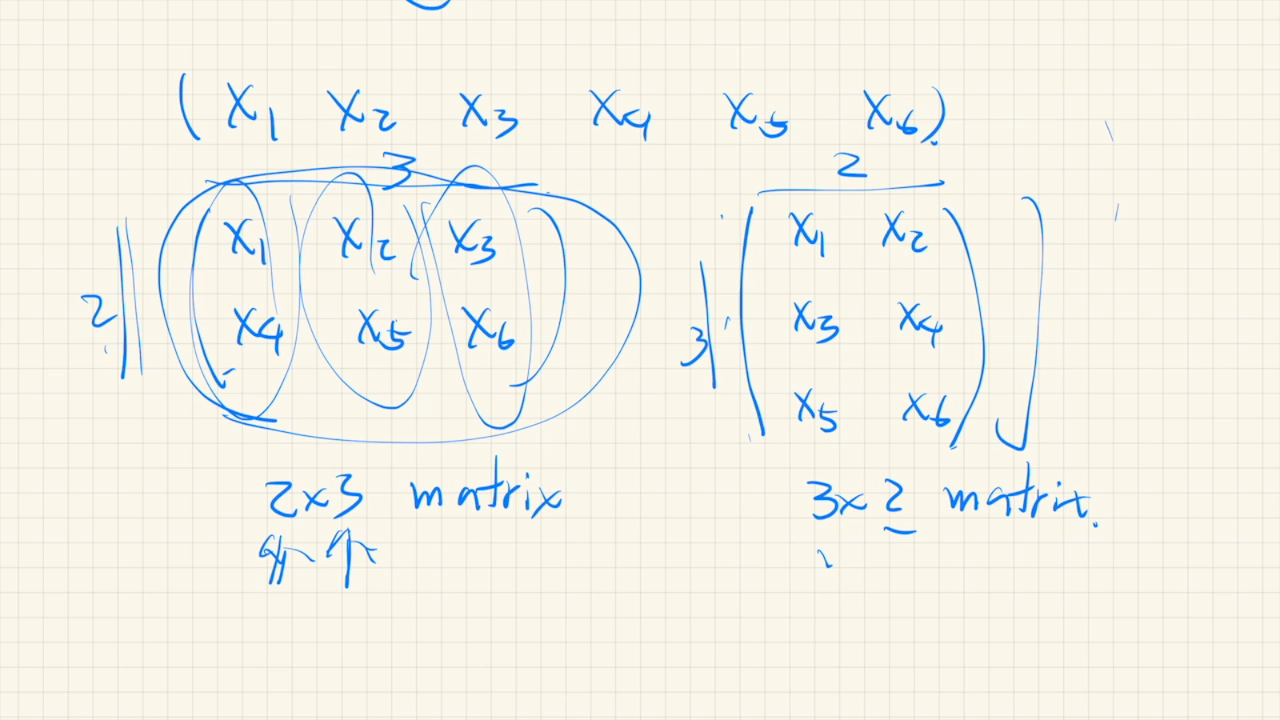 (X₁ X₂ X₃ X₄ X₅ X₆)
3 2
2 X₁ X₂ X₃
X₄ X₅ X₆
3 X₁ X₂
X₃ X₄
X₅ X₆
2x3 matrix
3x2 matrix.